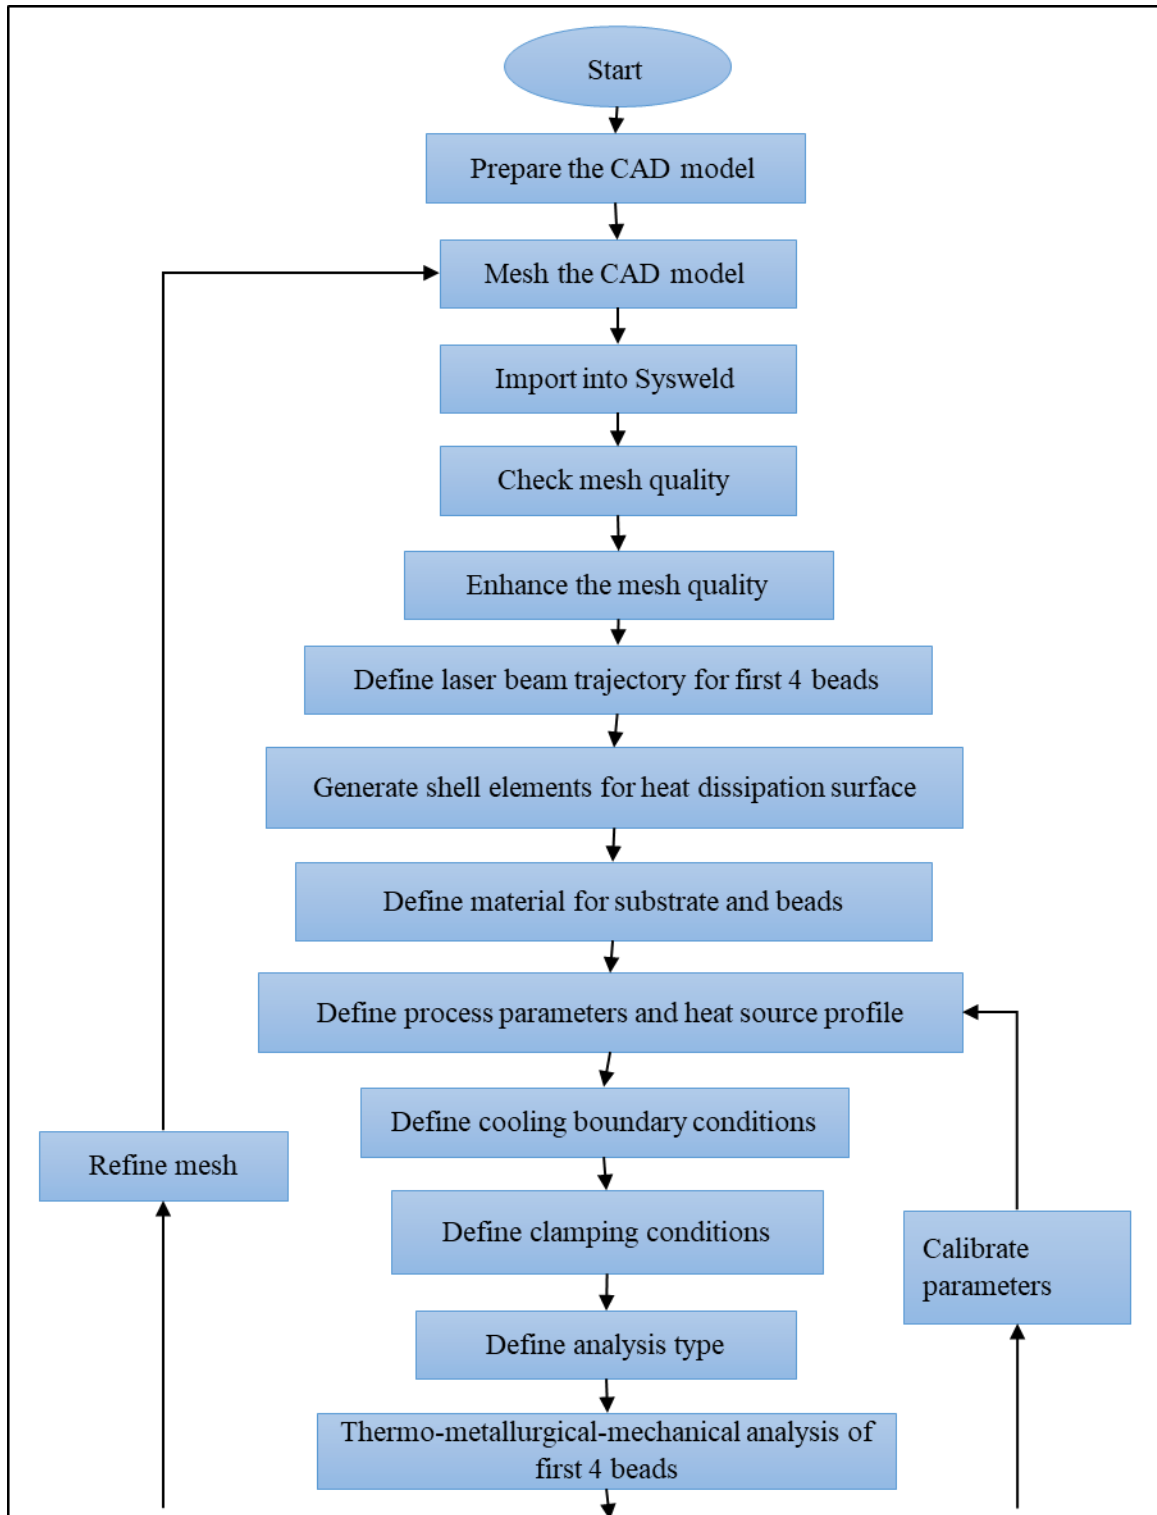 Start
Prepare the CAD model
Mesh the CAD model
Import into Sysweld
Check mesh quality
Enhance the mesh quality
Define laser beam trajectory for first 4 beads
Generate shell elements for heat dissipation surface
Define material for substrate and beads
Define process parameters and heat source profile
Define cooling boundary conditions
Refine mesh
Define clamping conditions
Calibrate
parameters
Define analysis type
Thermo-metallurgical-mechanical analysis of
first 4 beads